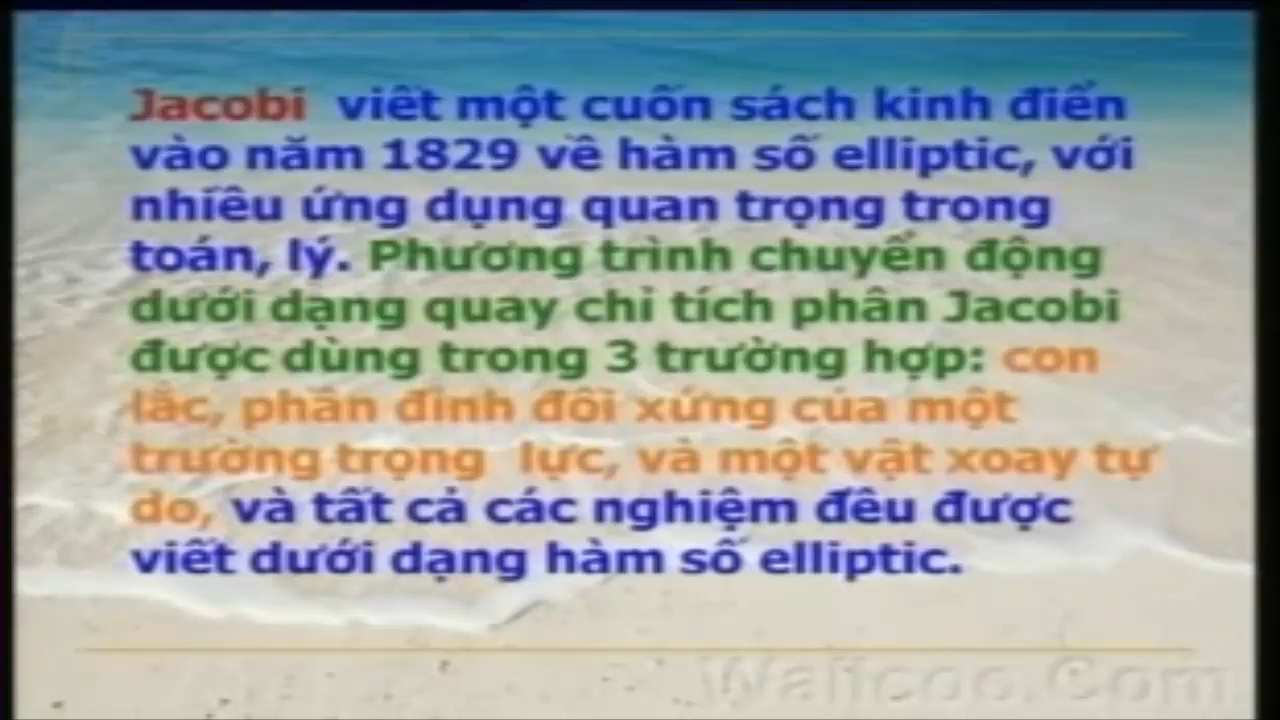 Jacobi viết một cuốn sách kinh điển
vào năm 1829 về hàm số elliptic, với
nhiều ứng dụng quan trọng trong
toán, lý. Phương trình chuyển động
dưới dạng quay chỉ tích phân Jacobi
được dùng trong 3 trường hợp: con
lắc, phần đỉnh đối xứng của một
trường trọng lực, và một vật xoay tự
do, và tất cả các nghiệm đều được
viết dưới dạng hàm số elliptic.